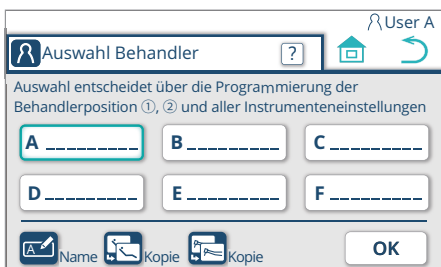 User A
Auswahl Behandler ?
Auswahl entscheidet über die Programmierung der
Behandlerposition ①, ② und aller Instrumenteneinstellungen
A _________ B _________ C _________
D _________ E _________ F _________
A Name Kopie Kopie OK